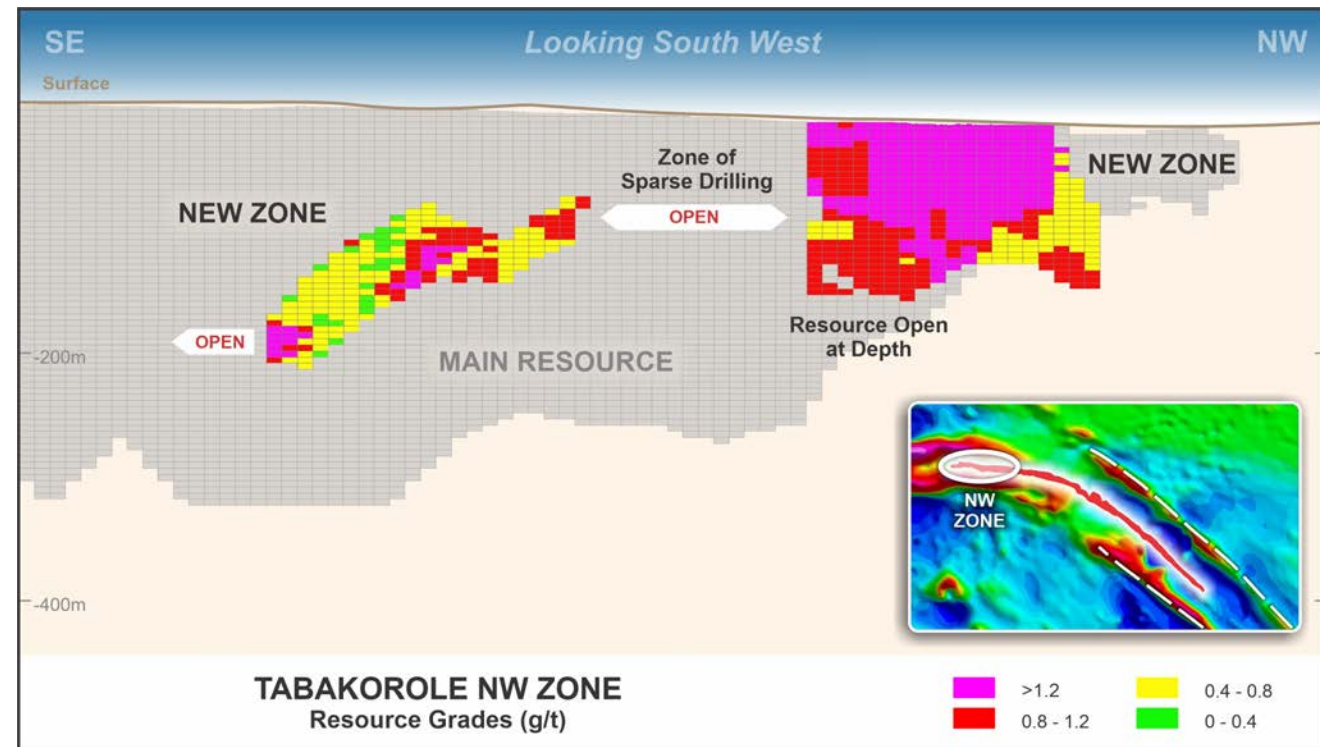 SE
Looking South West
NW
Surface
Zone of
Sparse Drilling
OPEN
NEW ZONE
NEW ZONE
OPEN
Resource Open
at Depth
-200m
MAIN RESOURCE
NW
ZONE
-400m
TABAKOROLE NW ZONE
Resource Grades (g/t)
>1.2
0.4 - 0.8
0.8 - 1.2
0 - 0.4